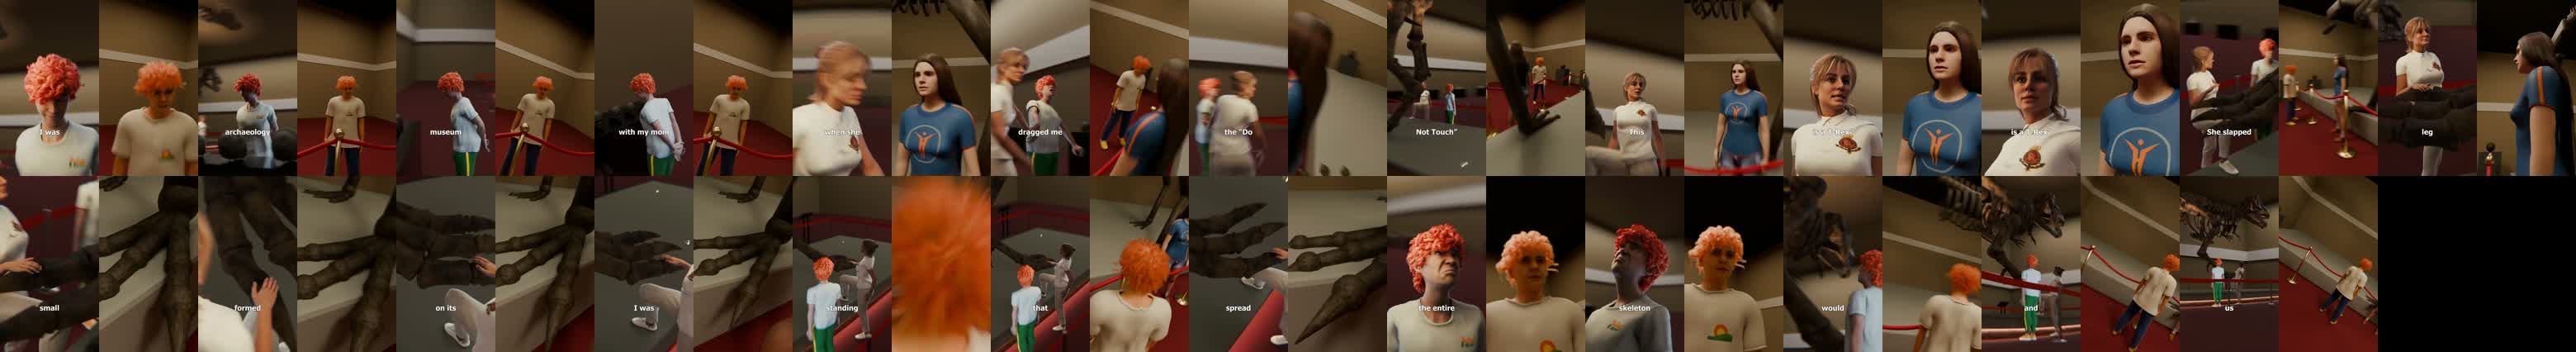 I was
archaeology
museum
with my mom
when she
dragged me
the "Do
Not Touch"
This
is a T-Rex"
is a T-Rex"
She slapped
leg
small
formed
on its
I was
standing
that
spread
the entire
skeleton
would
and
us